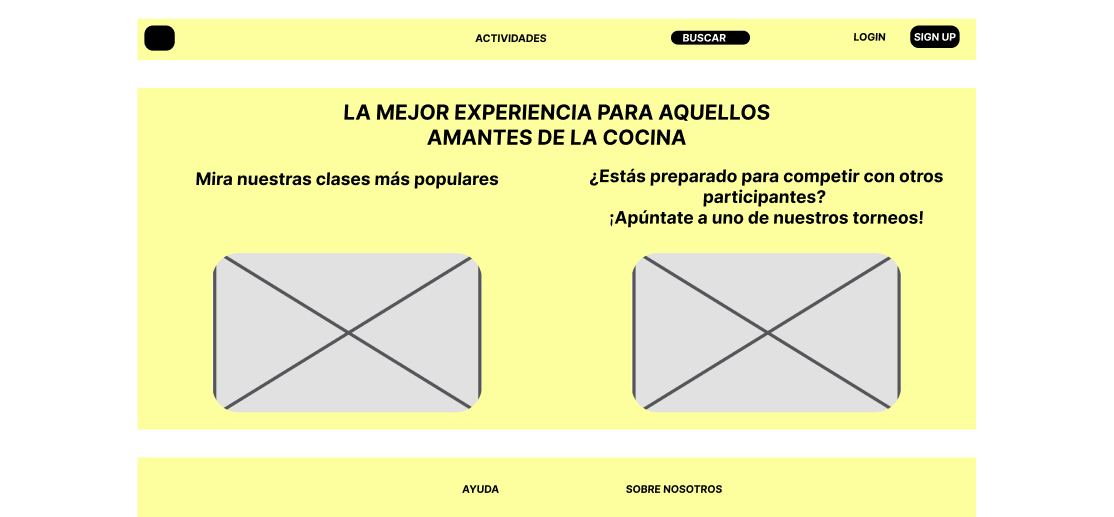 ACTIVIDADES
BUSCAR
LOGIN
SIGN UP
LA MEJOR EXPERIENCIA PARA AQUELLOS
AMANTES DE LA COCINA
Mira nuestras clases más populares
¿Estás preparado para competir con otros
participantes?
¡Apúntate a uno de nuestros torneos!
AYUDA
SOBRE NOSOTROS